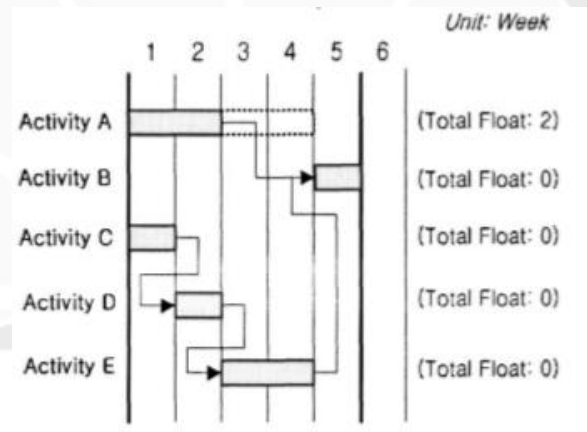 Unit: Week
1 2 3 4 5 6
Activity A (Total Float: 2)
Activity B (Total Float: 0)
Activity C (Total Float: 0)
Activity D (Total Float: 0)
Activity E (Total Float: 0)